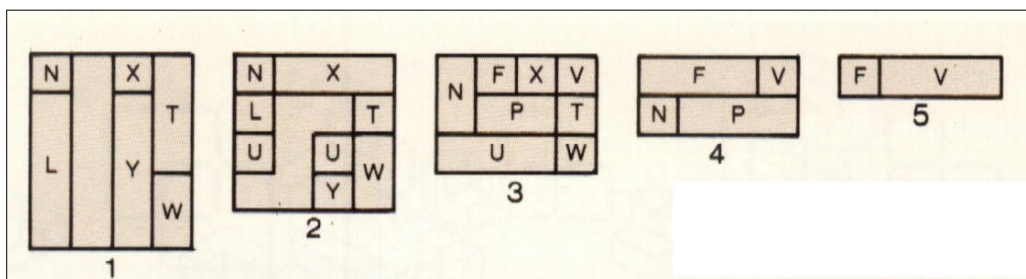 N X T L Y W
N X L T U U W Y
N F X V P T U W
F V N P
F V
1 2 3 4 5